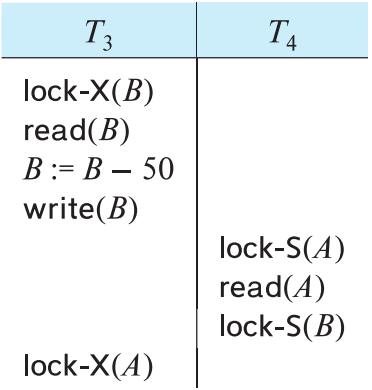 T3 T4
lock-X(B)
read(B)
B := B – 50
write(B)
lock-S(A)
read(A)
lock-S(B)
lock-X(A)